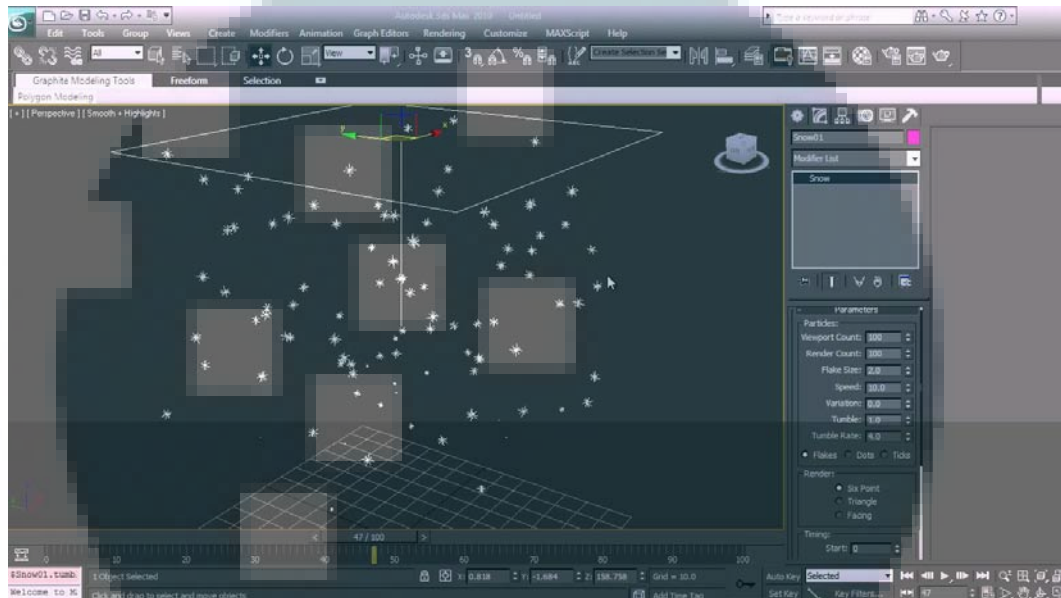 Autodesk 3ds Max 2010 Untitled
Type a keyword or phrase
Edit Tools Group Views Create Modifiers Animation Graph Editors Rendering Customize MAXScript Help
All
View
3
Create Selection Se
Graphite Modeling Tools Freeform Selection
Polygon Modeling
[ + ] [ Perspective ] [ Smooth + Highlights ]
x
y
Snow01
Modifier List
Snow
Parameters
Particles:
Viewport Count: 100
Render Count: 100
Flake Size: 2.0
Speed: 10.0
Variation: 0.0
Tumble: 1.0
Tumble Rate: 4.0
Flakes Dots Ticks
Render:
Six Point
Triangle
Facing
Timing:
Start: 0
< 47 / 100 >
10 20 30 40 50 60 70 80 90 100
$Snow01.tumb
1 Object Selected
X: 0.818 Y: -1.684 Z: 158.758 Grid = 10.0
Auto Key Selected
Welcome to M
Click and drag to select and move objects
Add Time Tag
Set Key Key Filters... 47